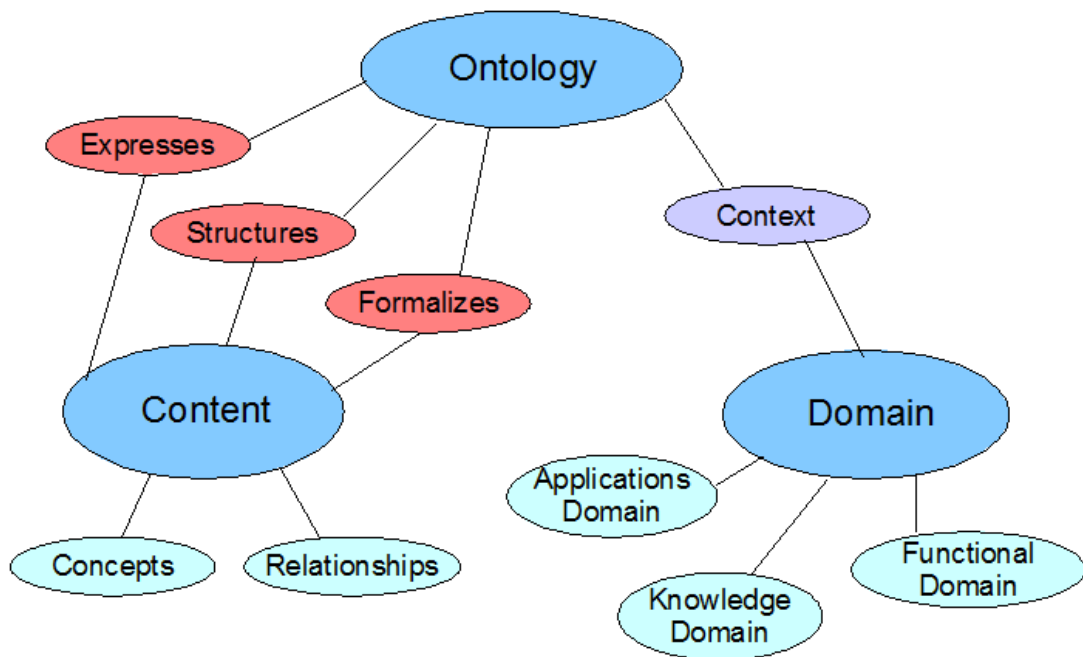 Ontology
Expresses
Structures
Context
Formalizes
Content
Domain
Applications
Domain
Concepts
Relationships
Functional
Domain
Knowledge
Domain